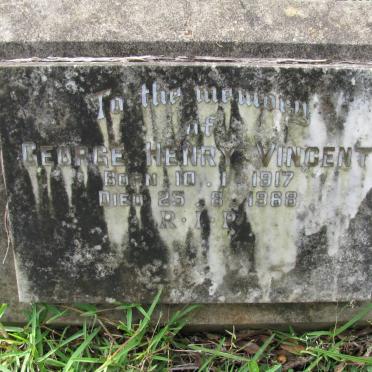 To the memory
of
GEORGE HENRY VINCENT
BORN 10.1.1917
DIED 25.8.1968
R.I.P